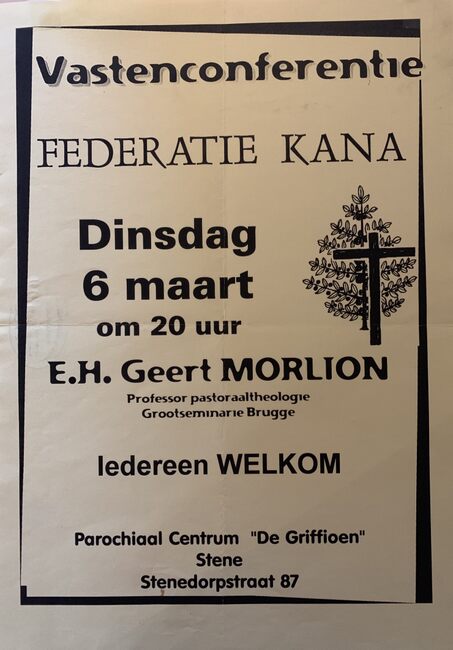 Vastenconferentie
FEDERATIE KANA
Dinsdag
6 maart
om 20 uur
E.H. Geert MORLION
Professor pastoraaltheologie
Grootseminarie Brugge
Iedereen WELKOM
Parochiaal Centrum "De Griffioen"
Stene
Stenedorpstraat 87